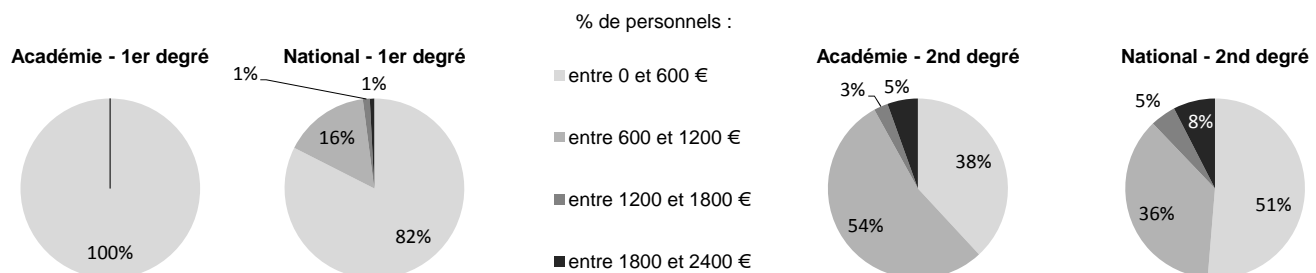 % de personnels :
Académie - 1er degré
100%
National - 1er degré
1%
1%
16%
82%
entre 0 et 600 €
entre 600 et 1200 €
entre 1200 et 1800 €
entre 1800 et 2400 €
Académie - 2nd degré
3%
5%
38%
54%
National - 2nd degré
5%
8%
36%
51%